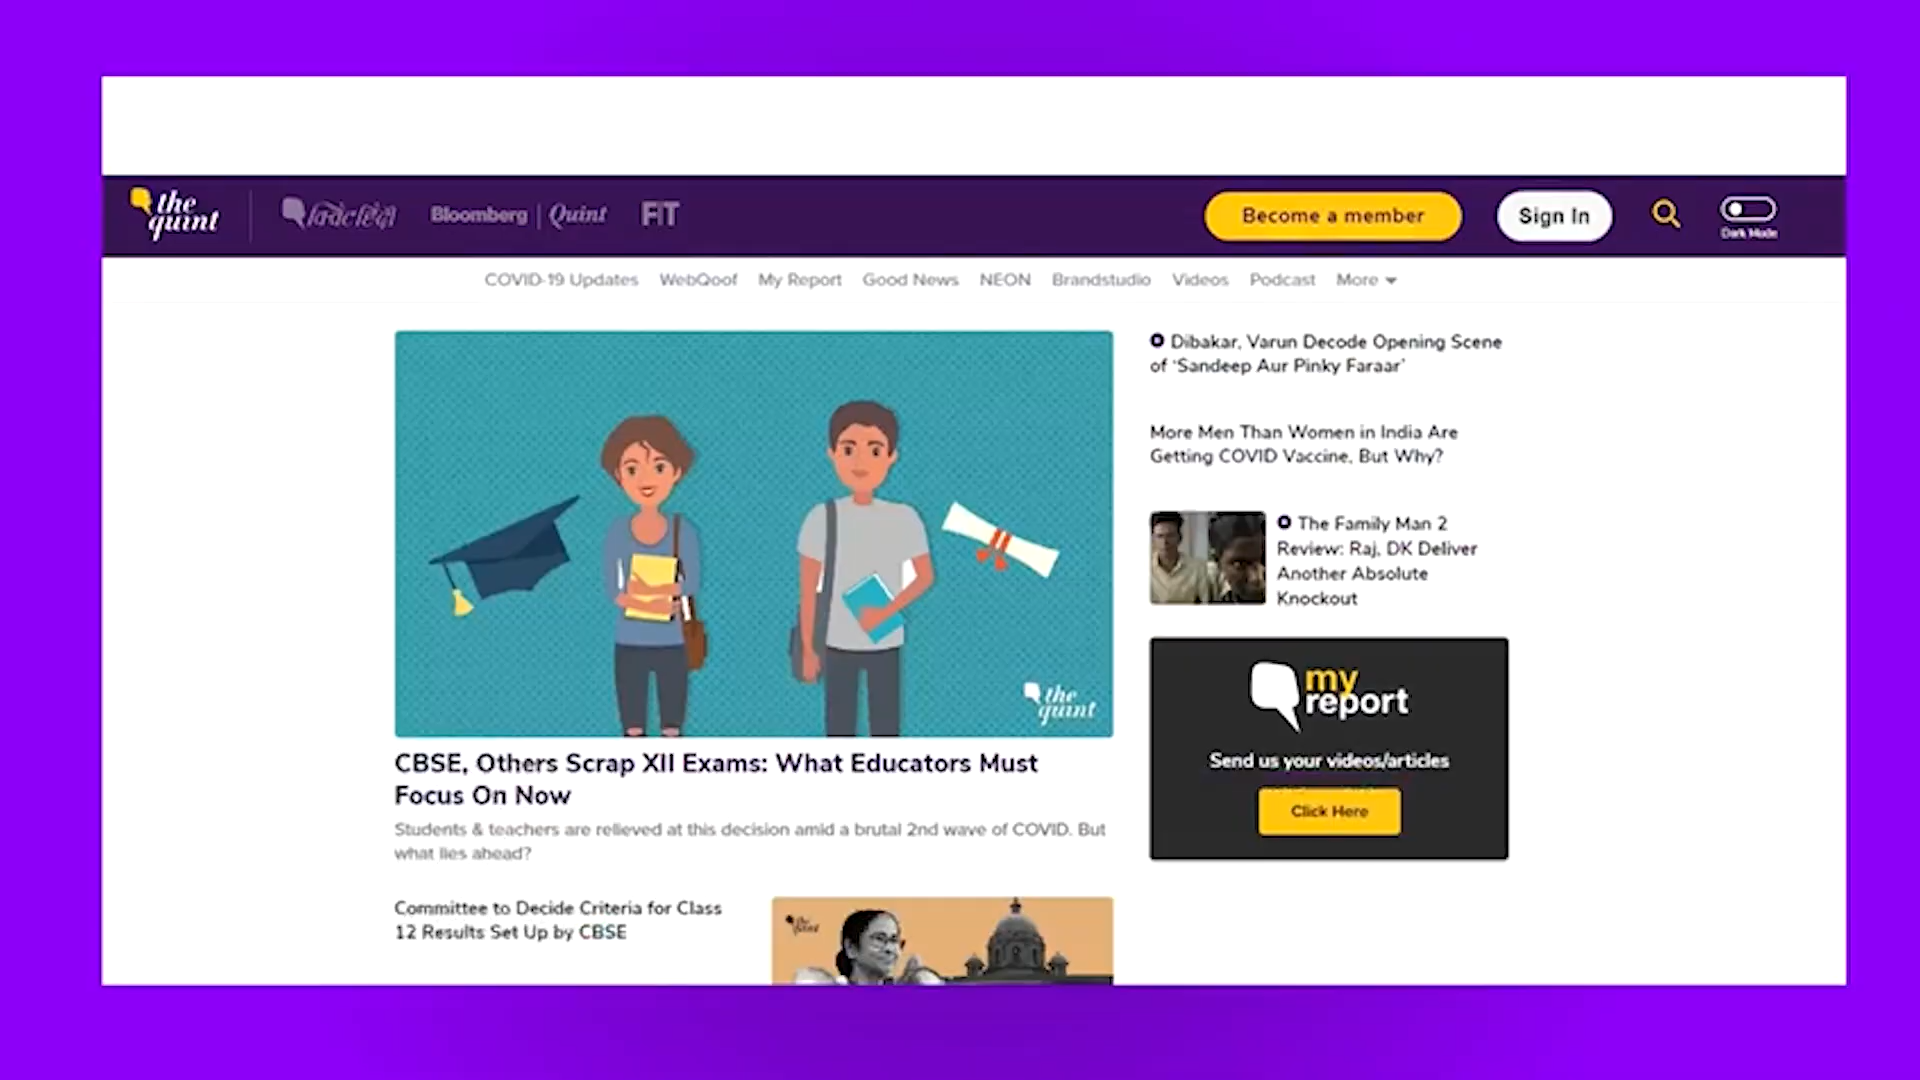 the
quint
क्विंटहिंदी
Bloomberg | Quint
FIT
Become a member
Sign In
Dark Mode
COVID-19 Updates WebQoof My Report Good News NEON Brandstudio Videos Podcast More
the
quint
CBSE, Others Scrap XII Exams: What Educators Must
Focus On Now
Students & teachers are relieved at this decision amid a brutal 2nd wave of COVID. But
what lies ahead?
Committee to Decide Criteria for Class
12 Results Set Up by CBSE
the
quint
Dibakar, Varun Decode Opening Scene
of ‘Sandeep Aur Pinky Faraar’
More Men Than Women in India Are
Getting COVID Vaccine, But Why?
The Family Man 2
Review: Raj, DK Deliver
Another Absolute
Knockout
my
report
Send us your videos/articles
Click Here